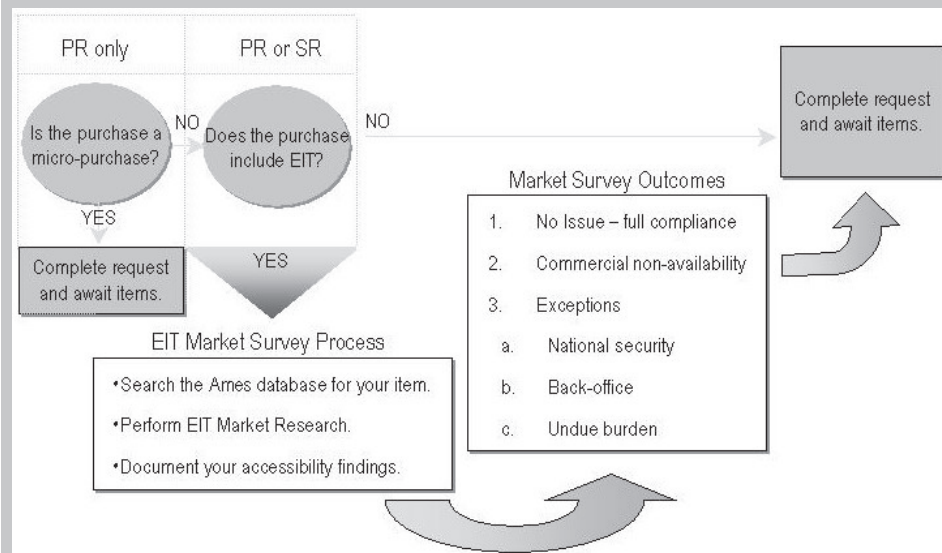 PR only
PR or SR
Is the purchase a
micro-purchase?
NO
Does the purchase
include EIT?
NO
Complete request
and await items.
YES
Complete request
and await items.
YES
EIT Market Survey Process
•Search the Ames database for your item.
•Perform EIT Market Research.
•Document your accessibility findings.
Market Survey Outcomes
1. No Issue – full compliance
2. Commercial non-availability
3. Exceptions
a. National security
b. Back-office
c. Undue burden